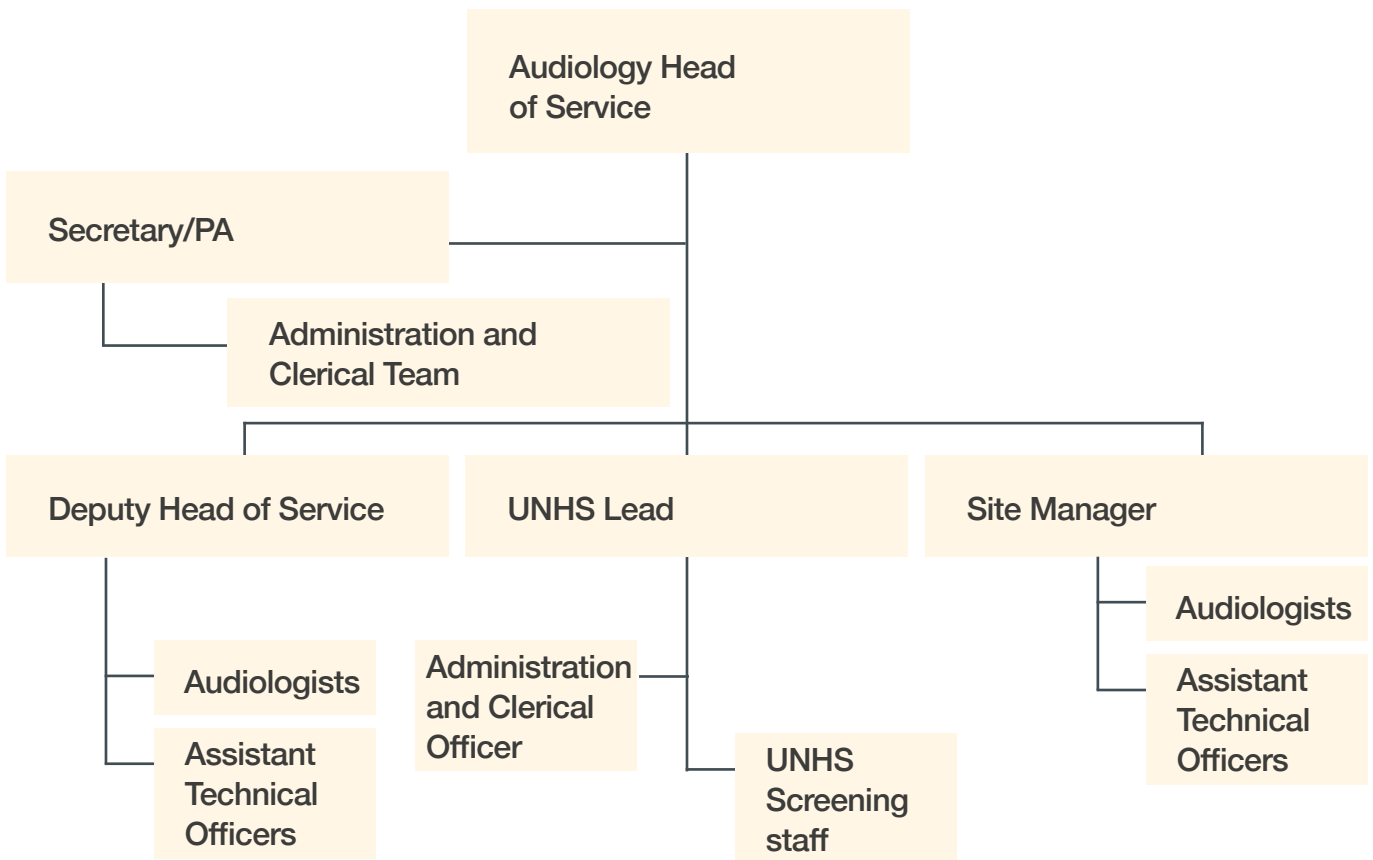 Audiology Head
of Service
Secretary/PA
Administration and
Clerical Team
Deputy Head of Service
UNHS Lead
Site Manager
Audiologists
Assistant
Technical
Officers
Administration
and Clerical
Officer
UNHS
Screening
staff
Audiologists
Assistant
Technical
Officers